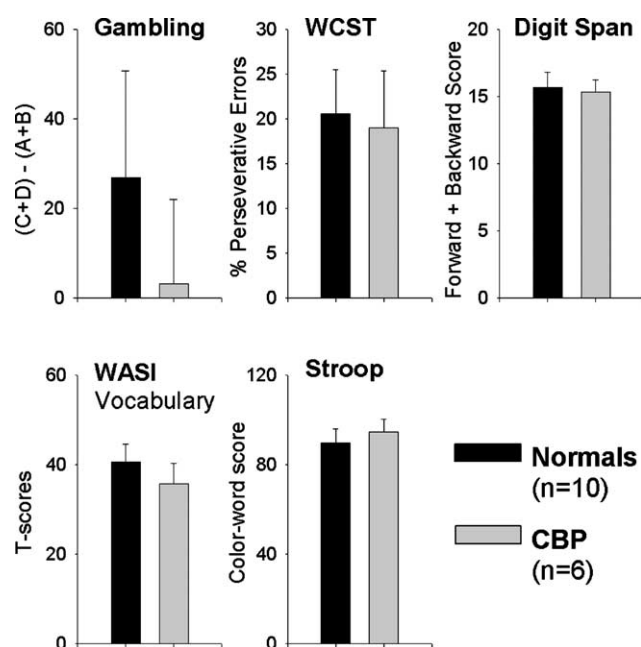 Gambling
(C+D) - (A+B)
60
40
20
0
WCST
% Perseverative Errors
30
25
20
15
10
5
0
Digit Span
Forward + Backward Score
20
15
10
5
0
WASI
Vocabulary
T-scores
60
40
20
0
Stroop
Color-word score
120
80
40
0
Normals
(n=10)
CBP
(n=6)